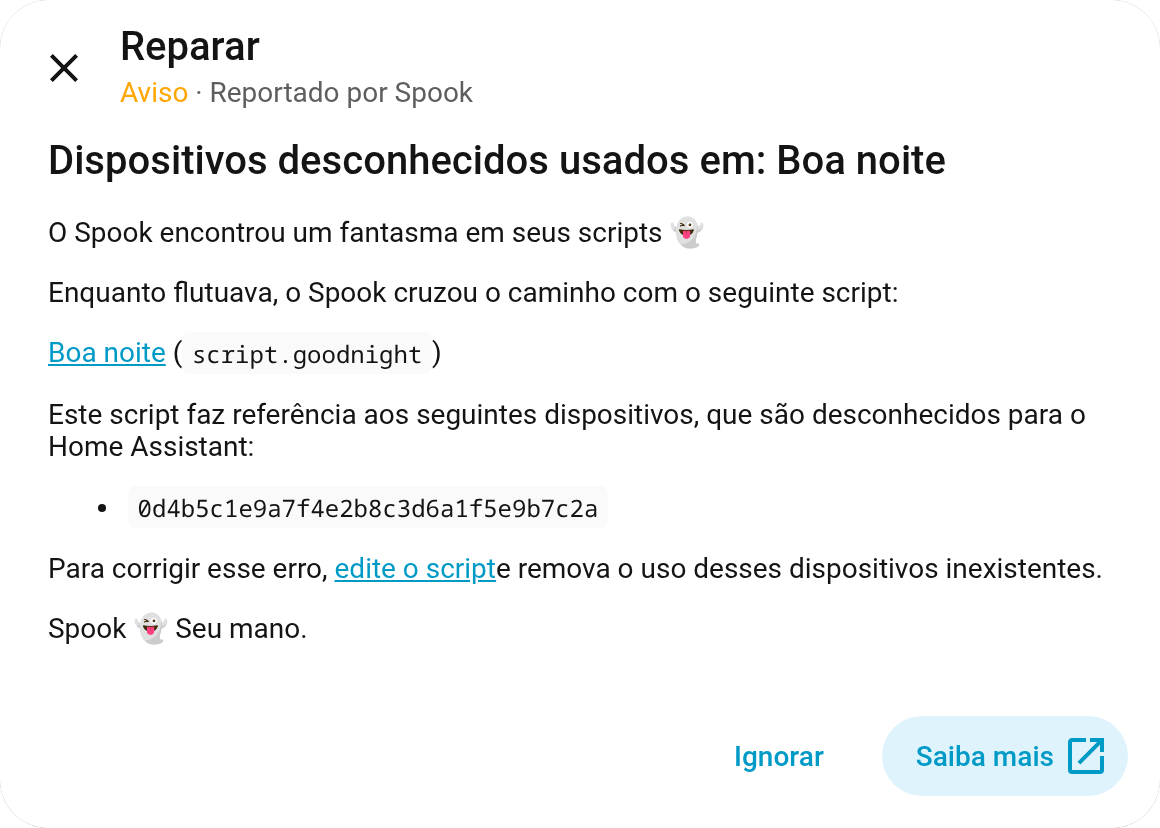 Reparar
Aviso · Reportado por Spook
Dispositivos desconhecidos usados em: Boa noite
O Spook encontrou um fantasma em seus scripts 👻
Enquanto flutuava, o Spook cruzou o caminho com o seguinte script:
Boa noite ( script.goodnight )
Este script faz referência aos seguintes dispositivos, que são desconhecidos para o
Home Assistant:
• 0d4b5c1e9a7f4e2b8c3d6a1f5e9b7c2a
Para corrigir esse erro, edite o scripte remova o uso desses dispositivos inexistentes.
Spook 👻 Seu mano.
Ignorar
Saiba mais